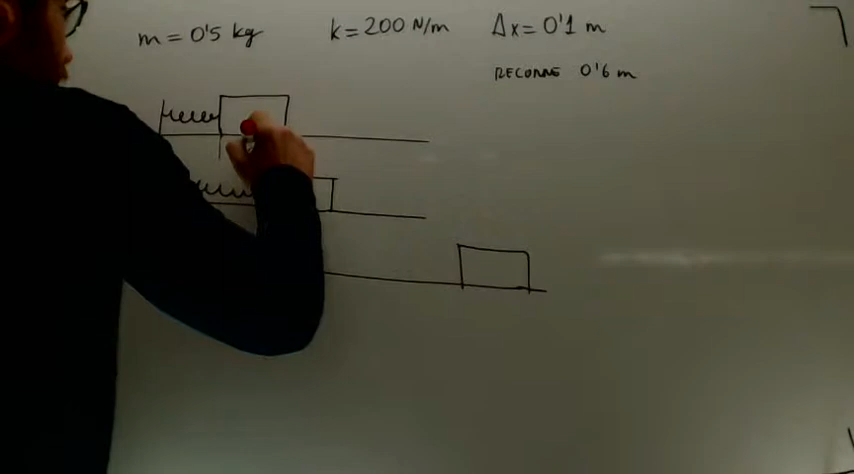 m = 0'5 kg
k = 200 N/m
Δx = 0'1 m
RECORRE 0'6 m